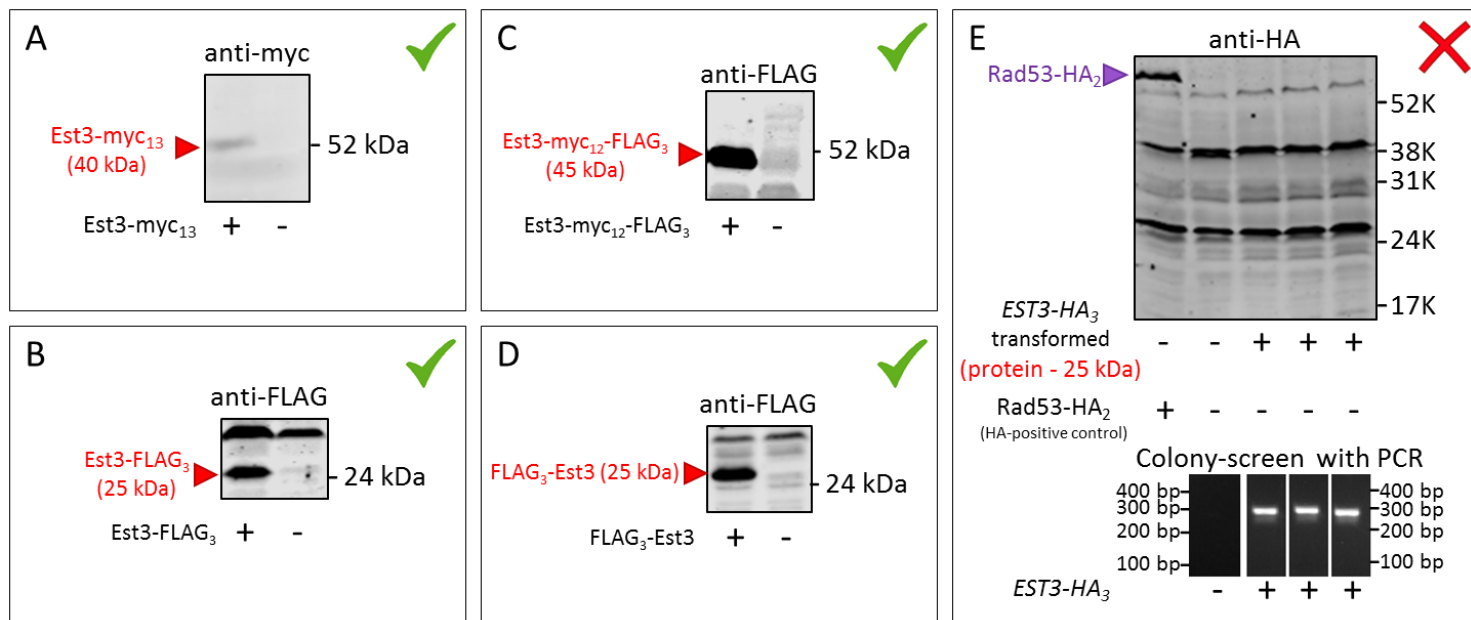 A
anti-myc
Est3-myc₁₃
(40 kDa)
52 kDa
Est3-myc₁₃ + -
B
anti-FLAG
Est3-FLAG₃
(25 kDa)
24 kDa
Est3-FLAG₃ + -
C
anti-FLAG
Est3-myc₁₂-FLAG₃
(45 kDa)
52 kDa
Est3-myc₁₂-FLAG₃ + -
D
anti-FLAG
FLAG₃-Est3 (25 kDa)
24 kDa
FLAG₃-Est3 + -
E
anti-HA
Rad53-HA₂
52K
38K
31K
24K
17K
EST3-HA₃
transformed - - + + +
(protein - 25 kDa)
Rad53-HA₂ + - - - -
(HA-positive control)
Colony-screen with PCR
400 bp 400 bp
300 bp 300 bp
200 bp 200 bp
100 bp 100 bp
EST3-HA₃ - + + +